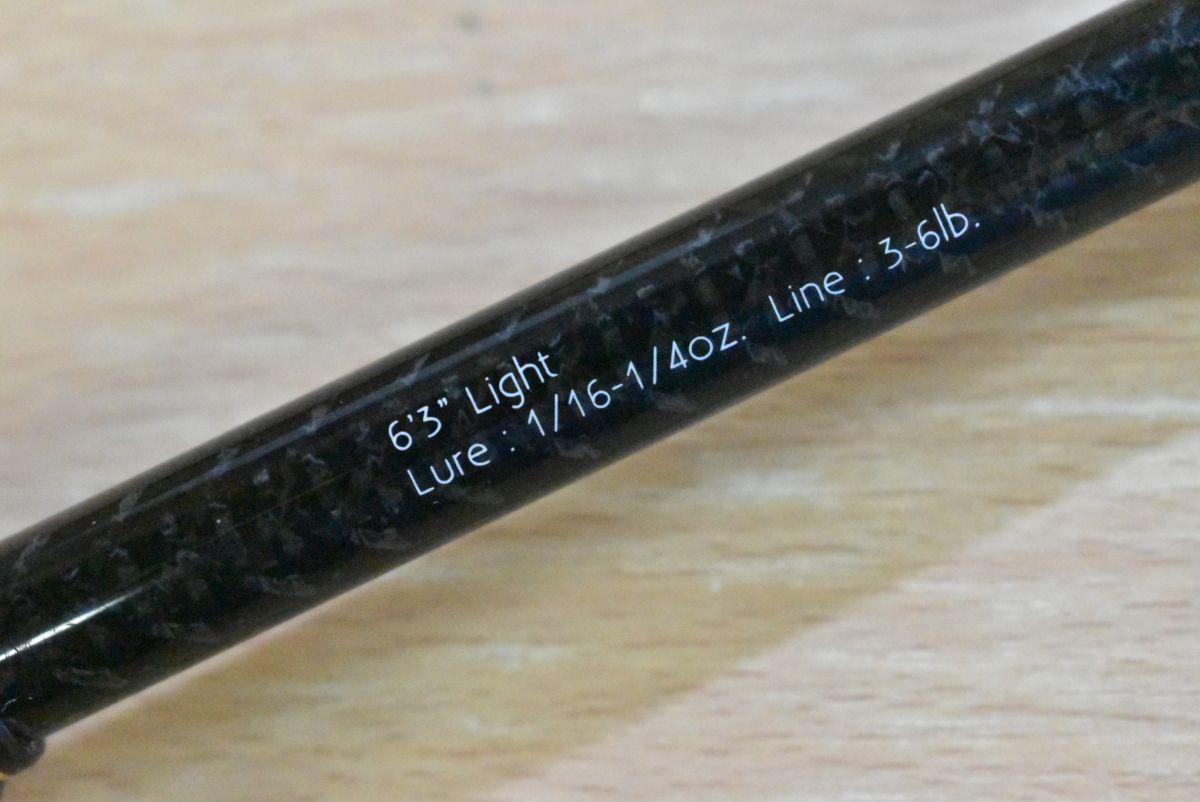 6'3" Light
Lure : 1/16-1/4oz. Line : 3-6lb.